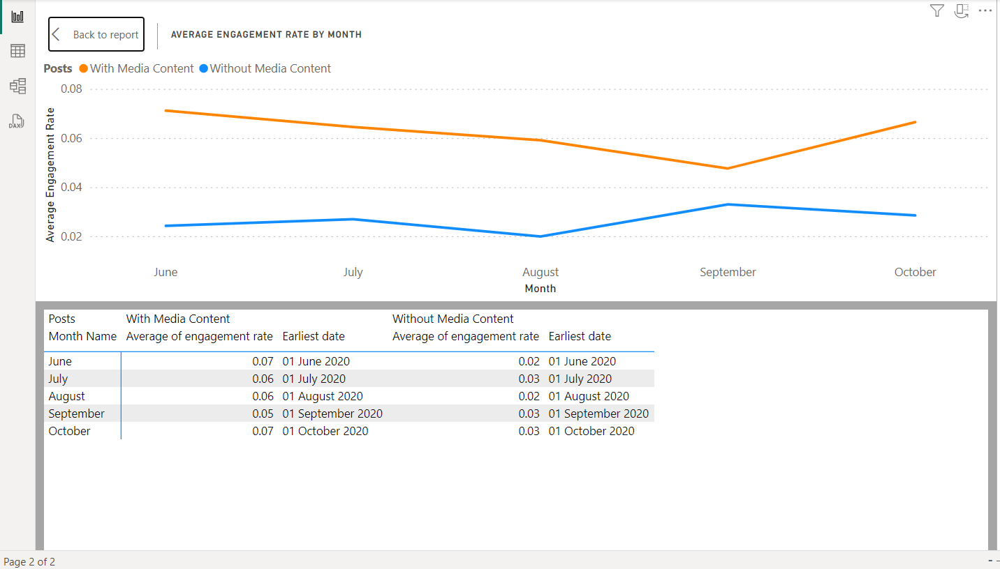 Back to report
AVERAGE ENGAGEMENT RATE BY MONTH
Posts With Media Content Without Media Content
0.08
0.06
0.04
0.02
Average Engagement Rate
June July August September October
Month
Posts With Media Content Without Media Content
Month Name Average of engagement rate Earliest date Average of engagement rate Earliest date
June 0.07 01 June 2020 0.02 01 June 2020
July 0.06 01 July 2020 0.03 01 July 2020
August 0.06 01 August 2020 0.02 01 August 2020
September 0.05 01 September 2020 0.03 01 September 2020
October 0.07 01 October 2020 0.03 01 October 2020
DAX
Page 2 of 2